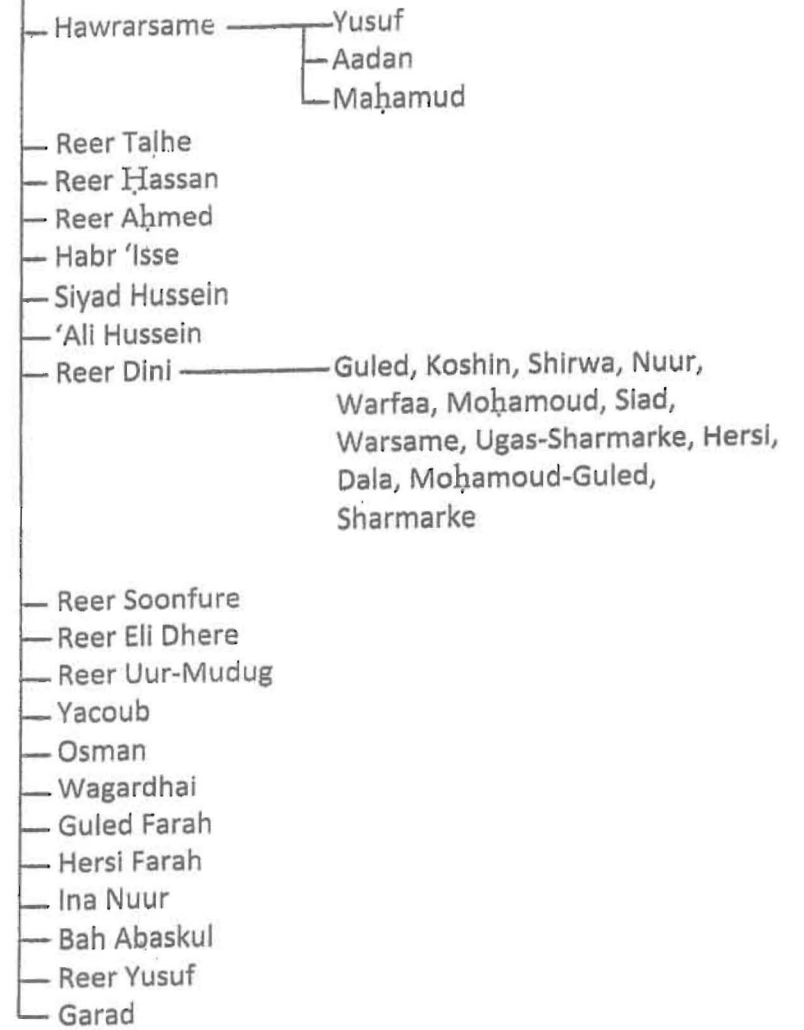 Hawrarsame Yusuf
Aadan
Maḥamud
Reer Talhe
Reer Ḥassan
Reer Aḥmed
Habr ‘Isse
Siyad Hussein
‘Ali Hussein
Reer Dini Guled, Koshin, Shirwa, Nuur,
Warfaa, Moḥamoud, Siad,
Warsame, Ugas-Sharmarke, Hersi,
Dala, Moḥamoud-Guled,
Sharmarke
Reer Soonfure
Reer Eli Dhere
Reer Uur-Mudug
Yacoub
Osman
Wagardhai
Guled Farah
Hersi Farah
Ina Nuur
Bah Abaskul
Reer Yusuf
Garad